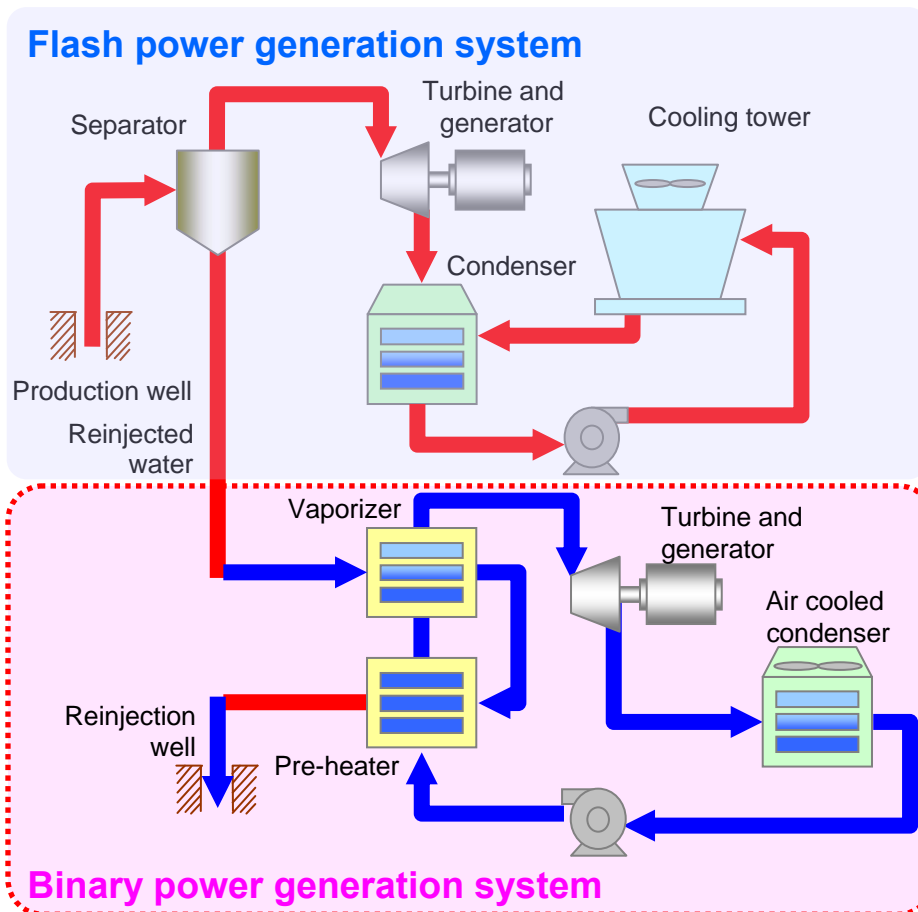 Flash power generation system
Separator
Turbine and
generator
Cooling tower
Condenser
Production well
Reinjected
water
Vaporizer
Turbine and
generator
Air cooled
condenser
Reinjection
well
Pre-heater
Binary power generation system